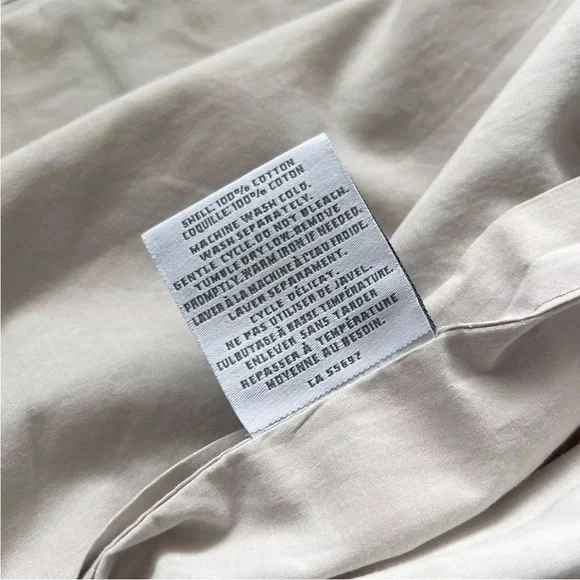 SHELL: 100% COTTON
COQUILLE: 100% COTON
MACHINE WASH COLD.
WASH SEPARATELY.
GENTLE CYCLE. DO NOT BLEACH.
TUMBLE DRY LOW. REMOVE
PROMPTLY. WARM IRON IF NEEDED.
LAVER À LA MACHINE À L'EAU FROIDE.
LAVER SEPARAMENT.
CYCLE DÉLICAT.
NE PAS UTILISER DE JAVEL.
CULBUTAGE À BASSE TEMPÉRATURE.
ENLEVER SANS TARDER
REPASSER À TEMPÉRATURE
MOYENNE AU BESOIN.
CA 55697